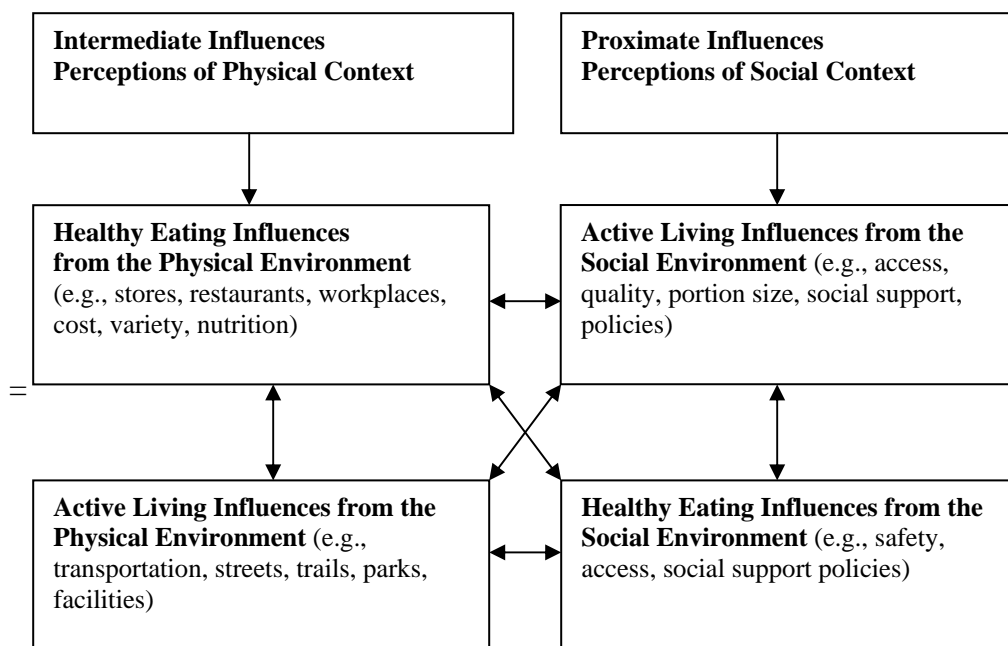 Intermediate Influences
Perceptions of Physical Context
Proximate Influences
Perceptions of Social Context
Healthy Eating Influences
from the Physical Environment
(e.g., stores, restaurants, workplaces,
cost, variety, nutrition)
Active Living Influences from the
Social Environment (e.g., access,
quality, portion size, social support,
policies)
=
Active Living Influences from the
Physical Environment (e.g.,
transportation, streets, trails, parks,
facilities)
Healthy Eating Influences from the
Social Environment (e.g., safety,
access, social support policies)